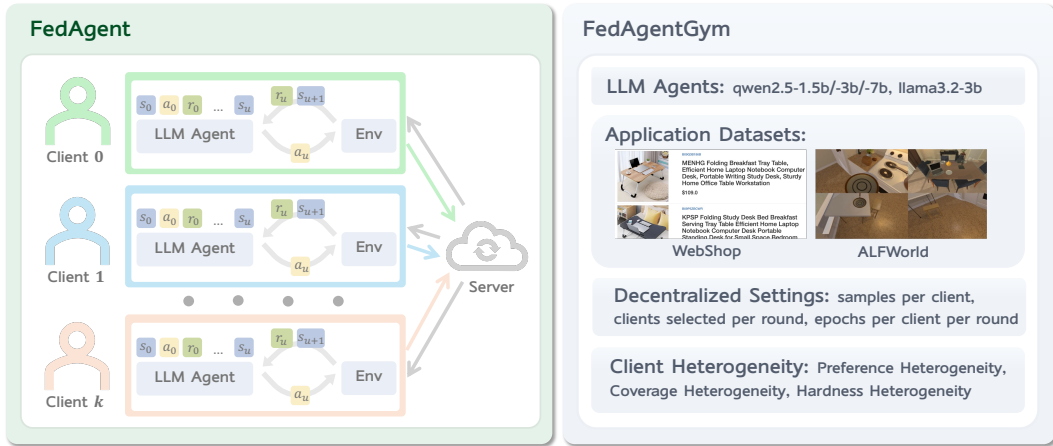 FedAgent
s₀ a₀ r₀ ... sᵤ rᵤ sᵤ₊₁
LLM Agent Env
aᵤ
Client 0
s₀ a₀ r₀ ... sᵤ rᵤ sᵤ₊₁
LLM Agent Env
aᵤ
Client 1
Server
s₀ a₀ r₀ ... sᵤ rᵤ sᵤ₊₁
LLM Agent Env
aᵤ
Client k
FedAgentGym
LLM Agents: qwen2.5-1.5b/-3b/-7b, llama3.2-3b
Application Datasets:
MENHG Folding Breakfast Tray Table,
Efficient Home Laptop Notebook Computer
Desk, Portable Writing Study Desk, Sturdy
Home Office Table Workstation
$109.0
KPSP Folding Study Desk Bed Breakfast
Serving Tray Table Efficient Home Laptop
Notebook Computer Desk Portable
Standing Desk for Small Space Bedroom
WebShop
ALFWorld
Decentralized Settings: samples per client,
clients selected per round, epochs per client per round
Client Heterogeneity: Preference Heterogeneity,
Coverage Heterogeneity, Hardness Heterogeneity